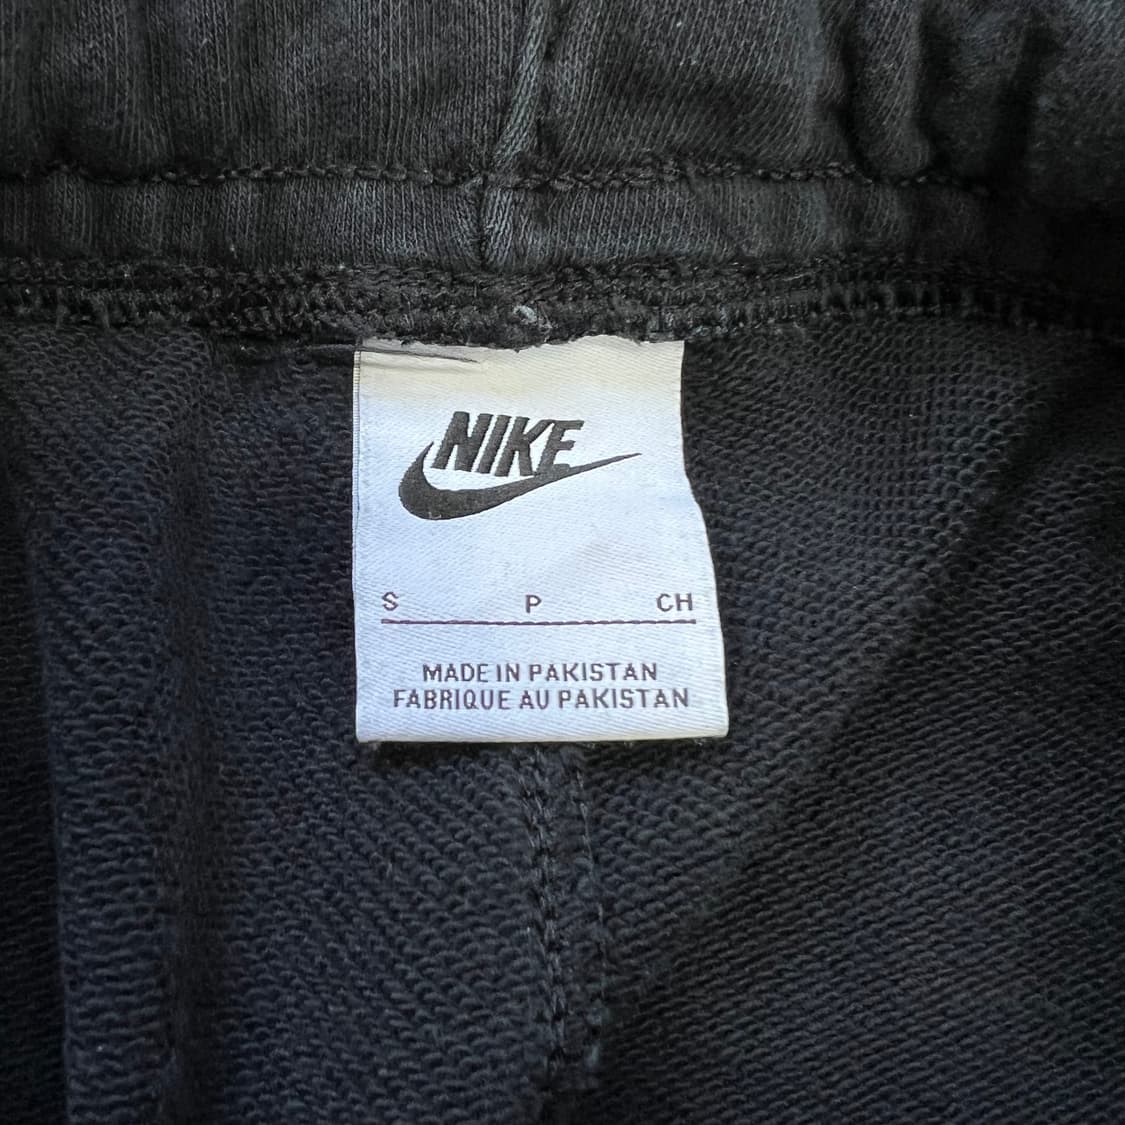 NIKE
S P CH
MADE IN PAKISTAN
FABRIQUE AU PAKISTAN